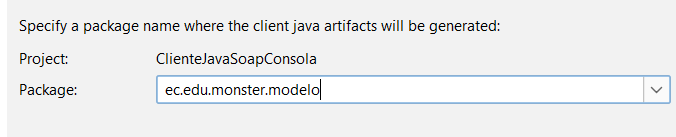 Specify a package name where the client java artifacts will be generated:
Project: ClienteJavaSoapConsola
Package: ec.edu.monster.modelo